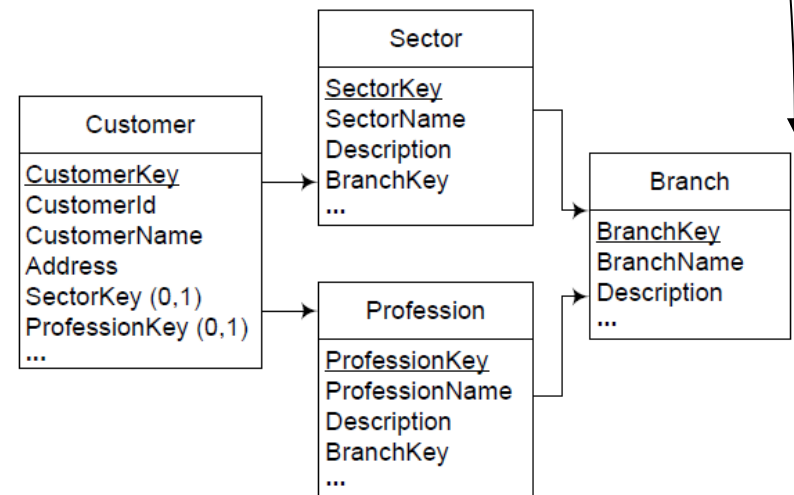 Customer
CustomerKey
CustomerId
CustomerName
Address
SectorKey (0,1)
ProfessionKey (0,1)
...
Sector
SectorKey
SectorName
Description
BranchKey
...
Profession
ProfessionKey
ProfessionName
Description
BranchKey
...
Branch
BranchKey
BranchName
Description
...